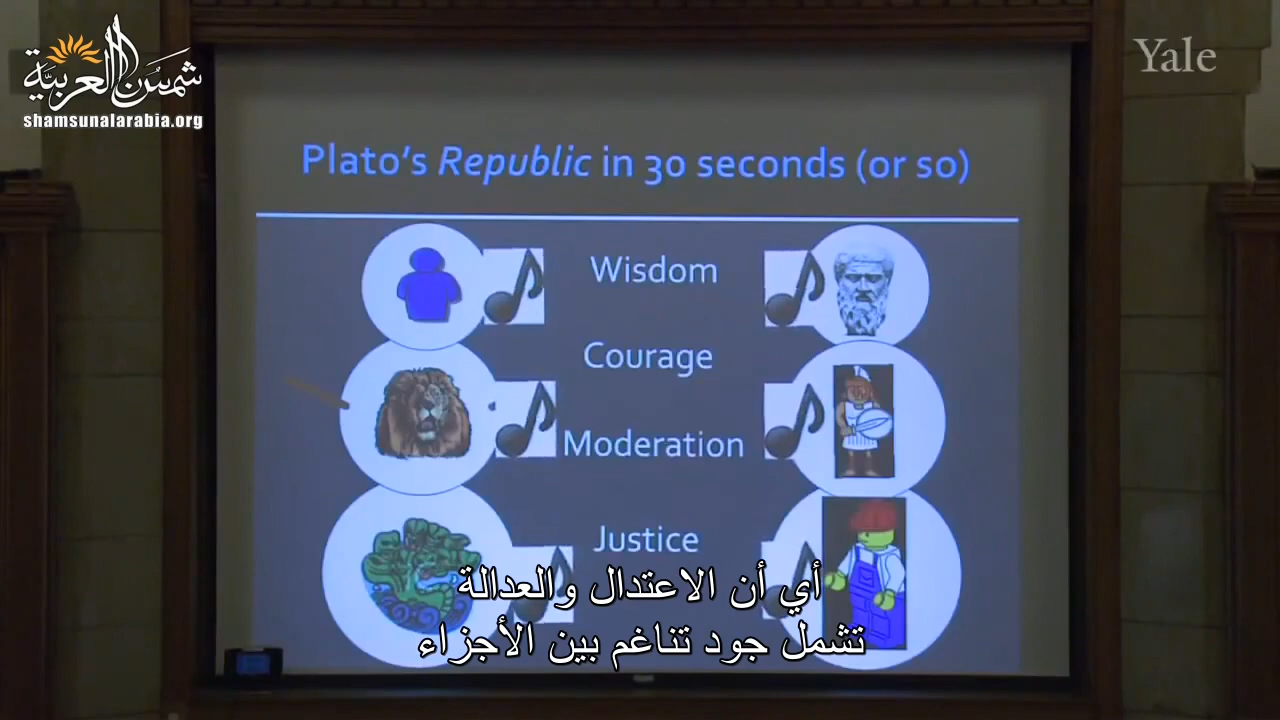 شمس العربية
shamsunalarabia.org
Yale
Plato's Republic in 30 seconds (or so)
Wisdom
Courage
Moderation
Justice
أي أن الاعتدال والعدالة
تشمل جود تناغم بين الأجزاء